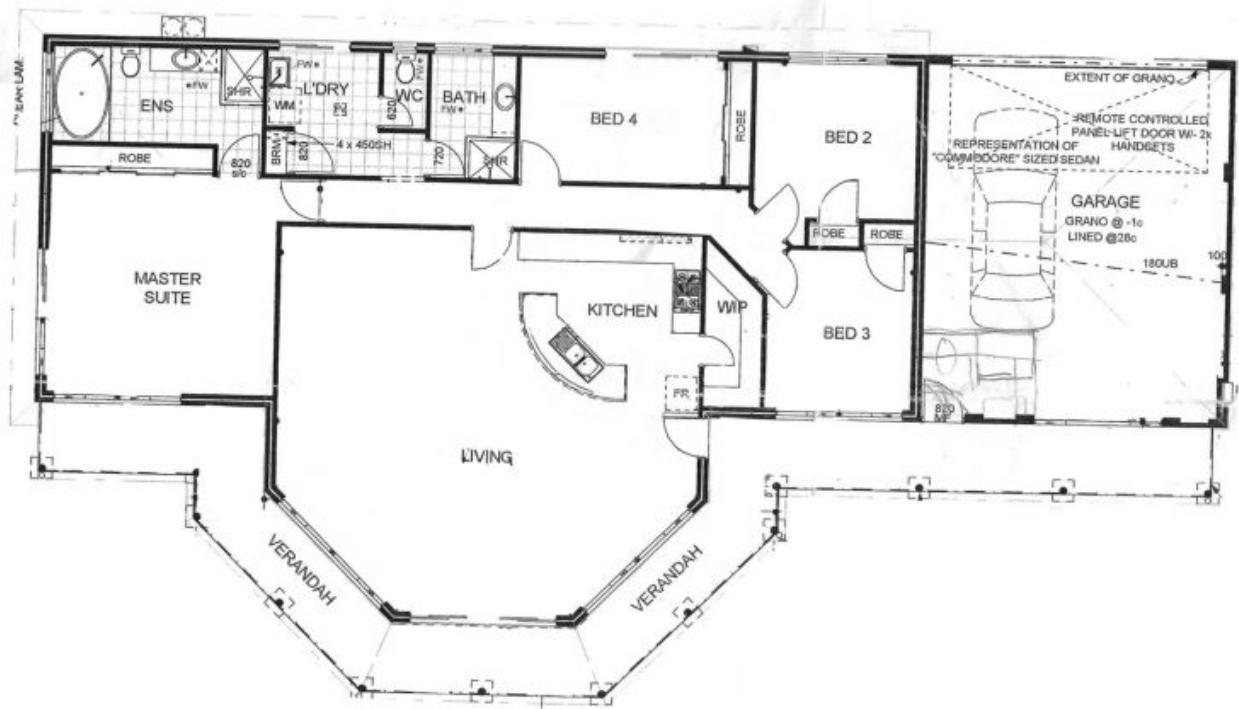 ENS
FW
SHR
WM
FW
L'DRY
WC
620
FW
BATH
FW
SHR
BED 4
ROBE
BED 2
EXTENT OF GRANO
REMOTE CONTROLLED
PANEL-LIFT DOOR W/- 2x
HANDSETS
REPRESENTATION OF
"COMMODORE" SIZED SEDAN
GARAGE
GRANO @ -1c
LINED @28c
180UB
100
ROBE
820
s/c
BRM
820
4 x 450SH
720
ROBE
ROBE
MASTER
SUITE
KITCHEN
WIP
BED 3
FR
820
LIVING
VERANDAH
VERANDAH